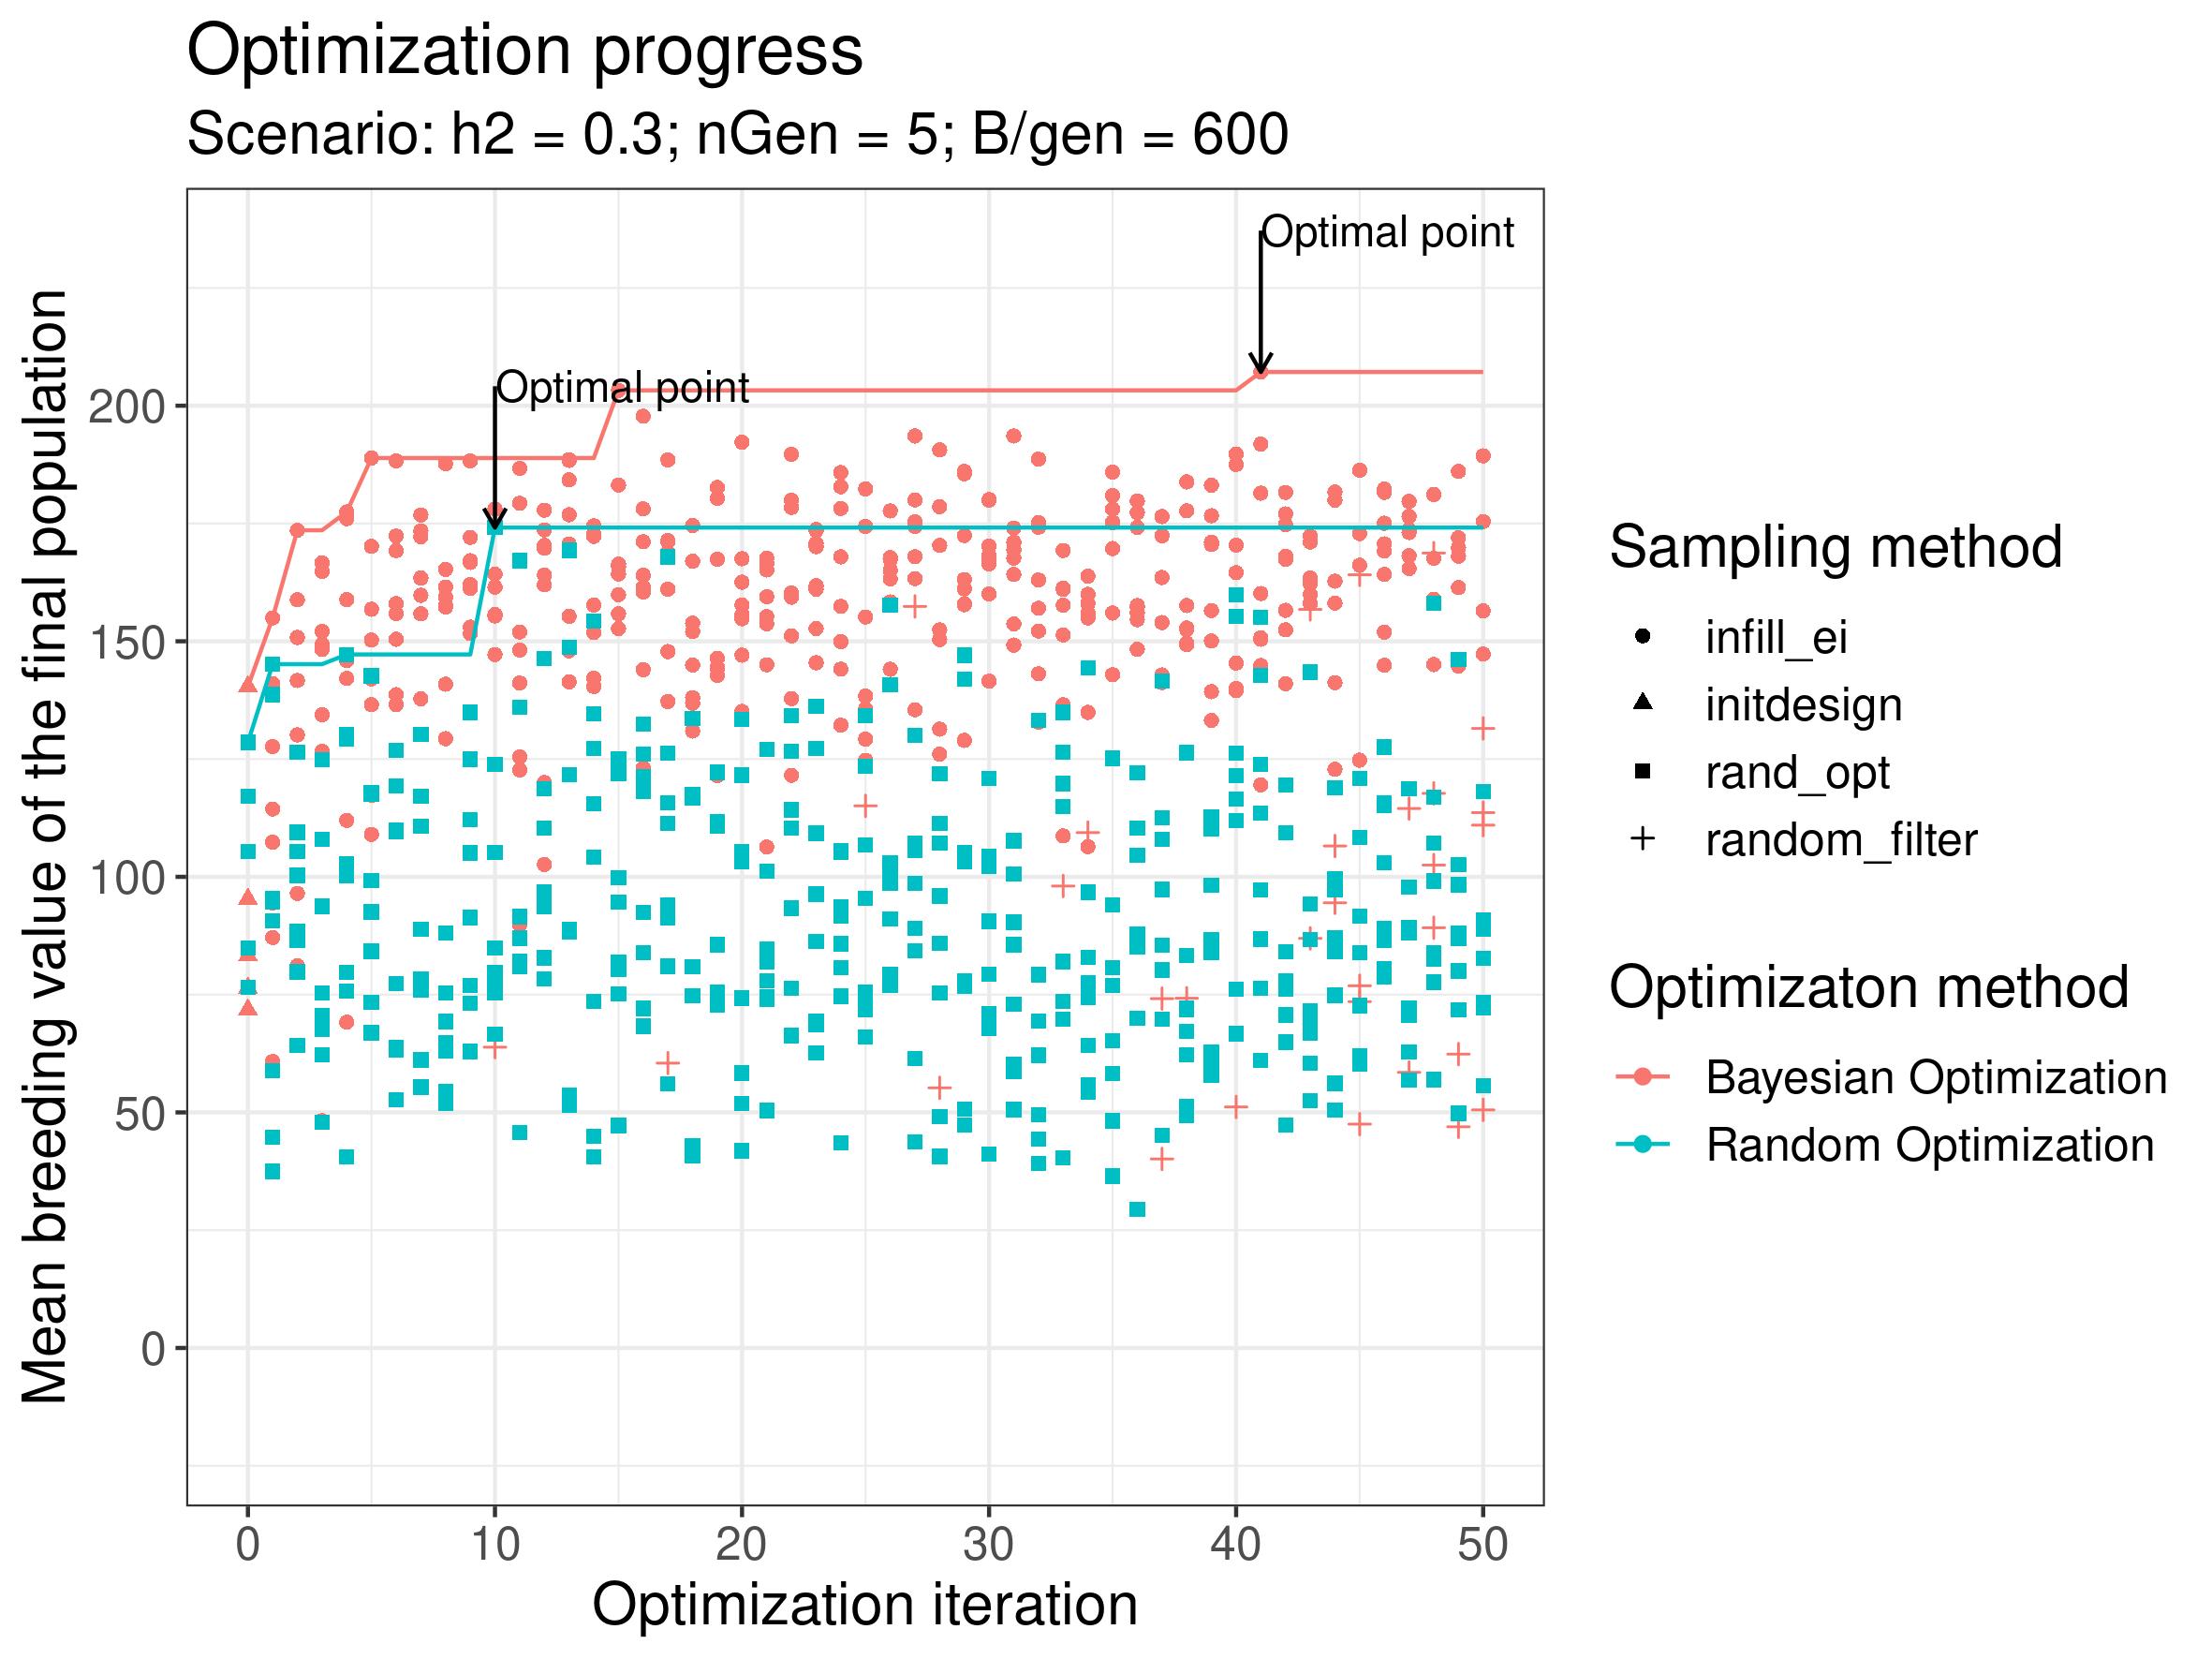 Optimization progress
Scenario: h2 = 0.3; nGen = 5; B/gen = 600
Mean breeding value of the final population
200
150
100
50
0
Optimal point
Optimal point
0 10 20 30 40 50
Optimization iteration
Sampling method
infill_ei
initdesign
rand_opt
random_filter
Optimizaton method
Bayesian Optimization
Random Optimization